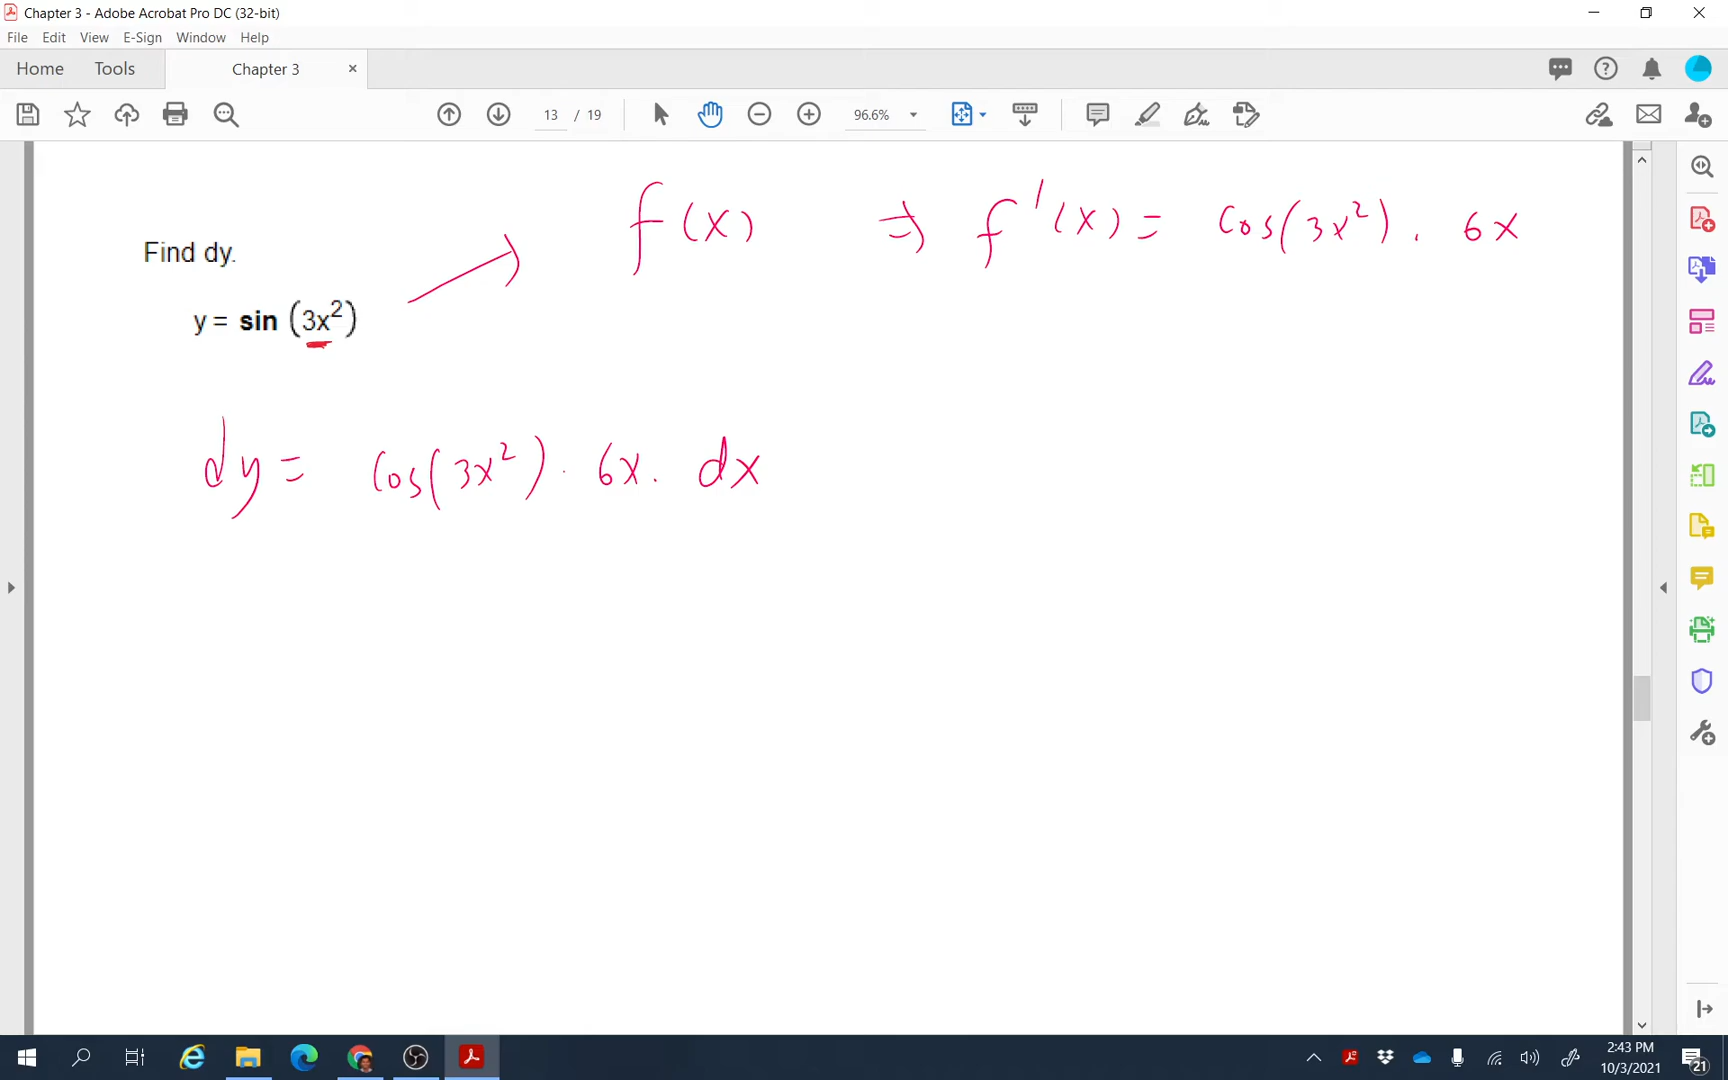 Chapter 3 - Adobe Acrobat Pro DC (32-bit)
File Edit View E-Sign Window Help
Home Tools Chapter 3
13 / 19 96.6%
f(x) ⇒ f'(x) = Cos(3x²) . 6x
Find dy.
y = sin (3x²)
dy = Cos(3x²) · 6x . dx
2:43 PM
10/3/2021
21